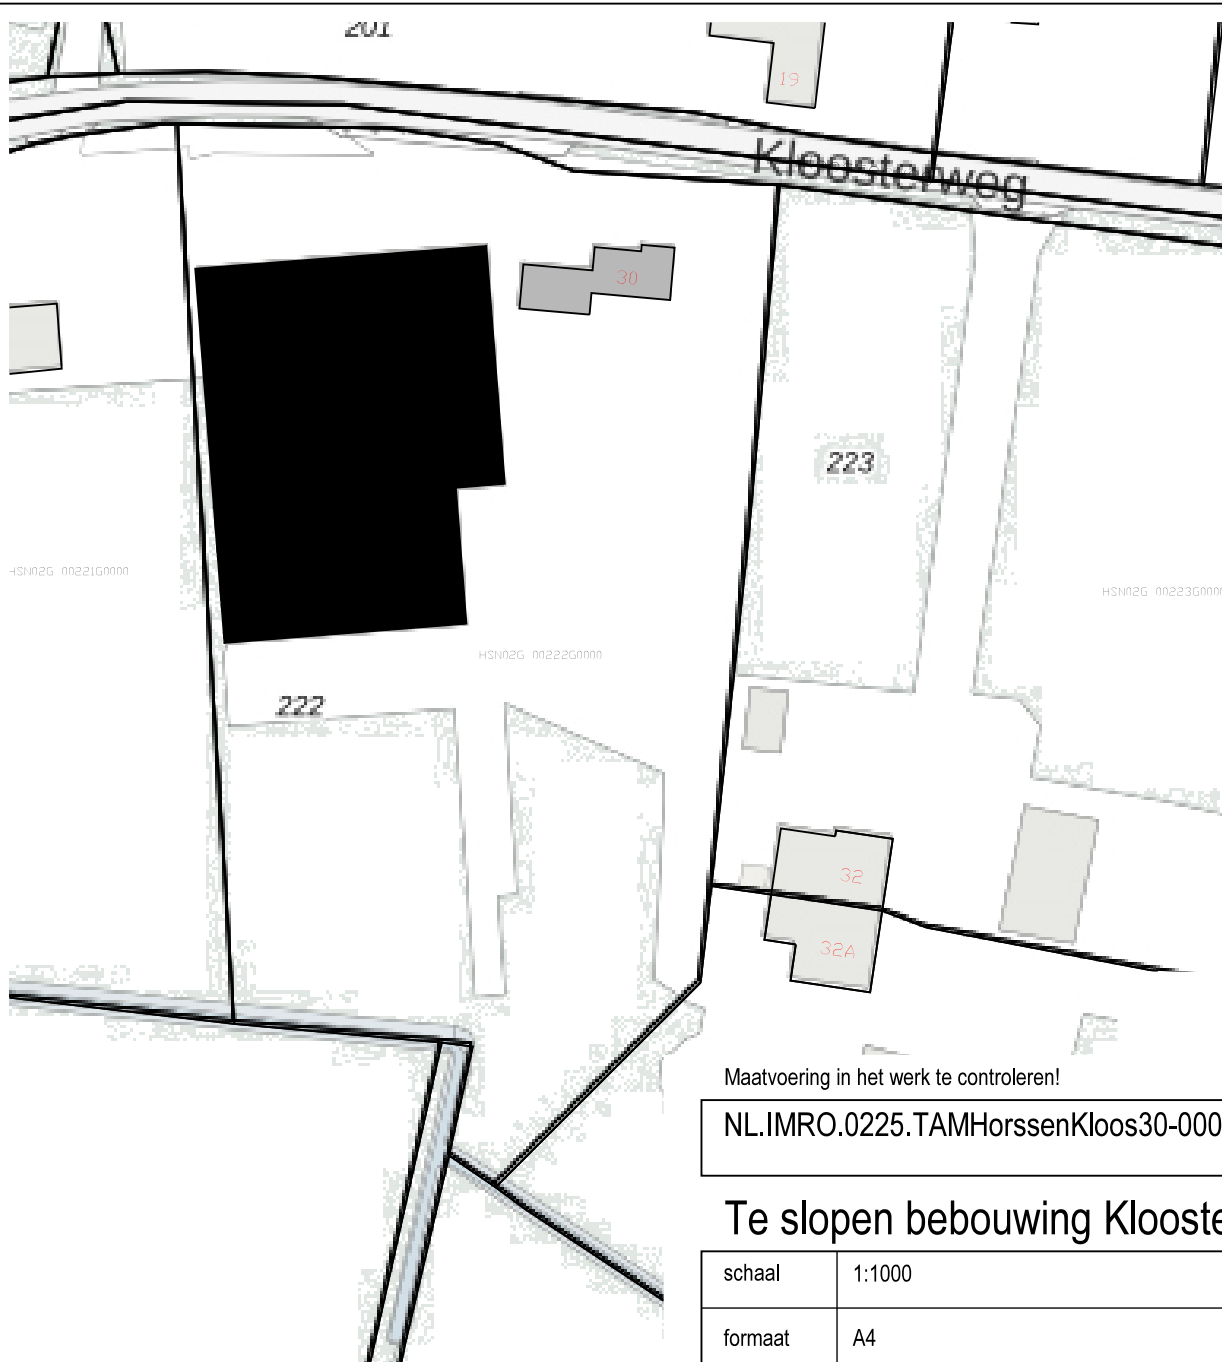 201
19
Kloosterweg
30
223
HSN02G 00221G0000
HSN02G 00223G0000
HSN02G 00222G0000
222
32
32A
Maatvoering in het werk te controleren!
NL.IMRO.0225.TAMHorssenKloos30-000
Te slopen bebouwing Klooste
schaal 1:1000
formaat A4